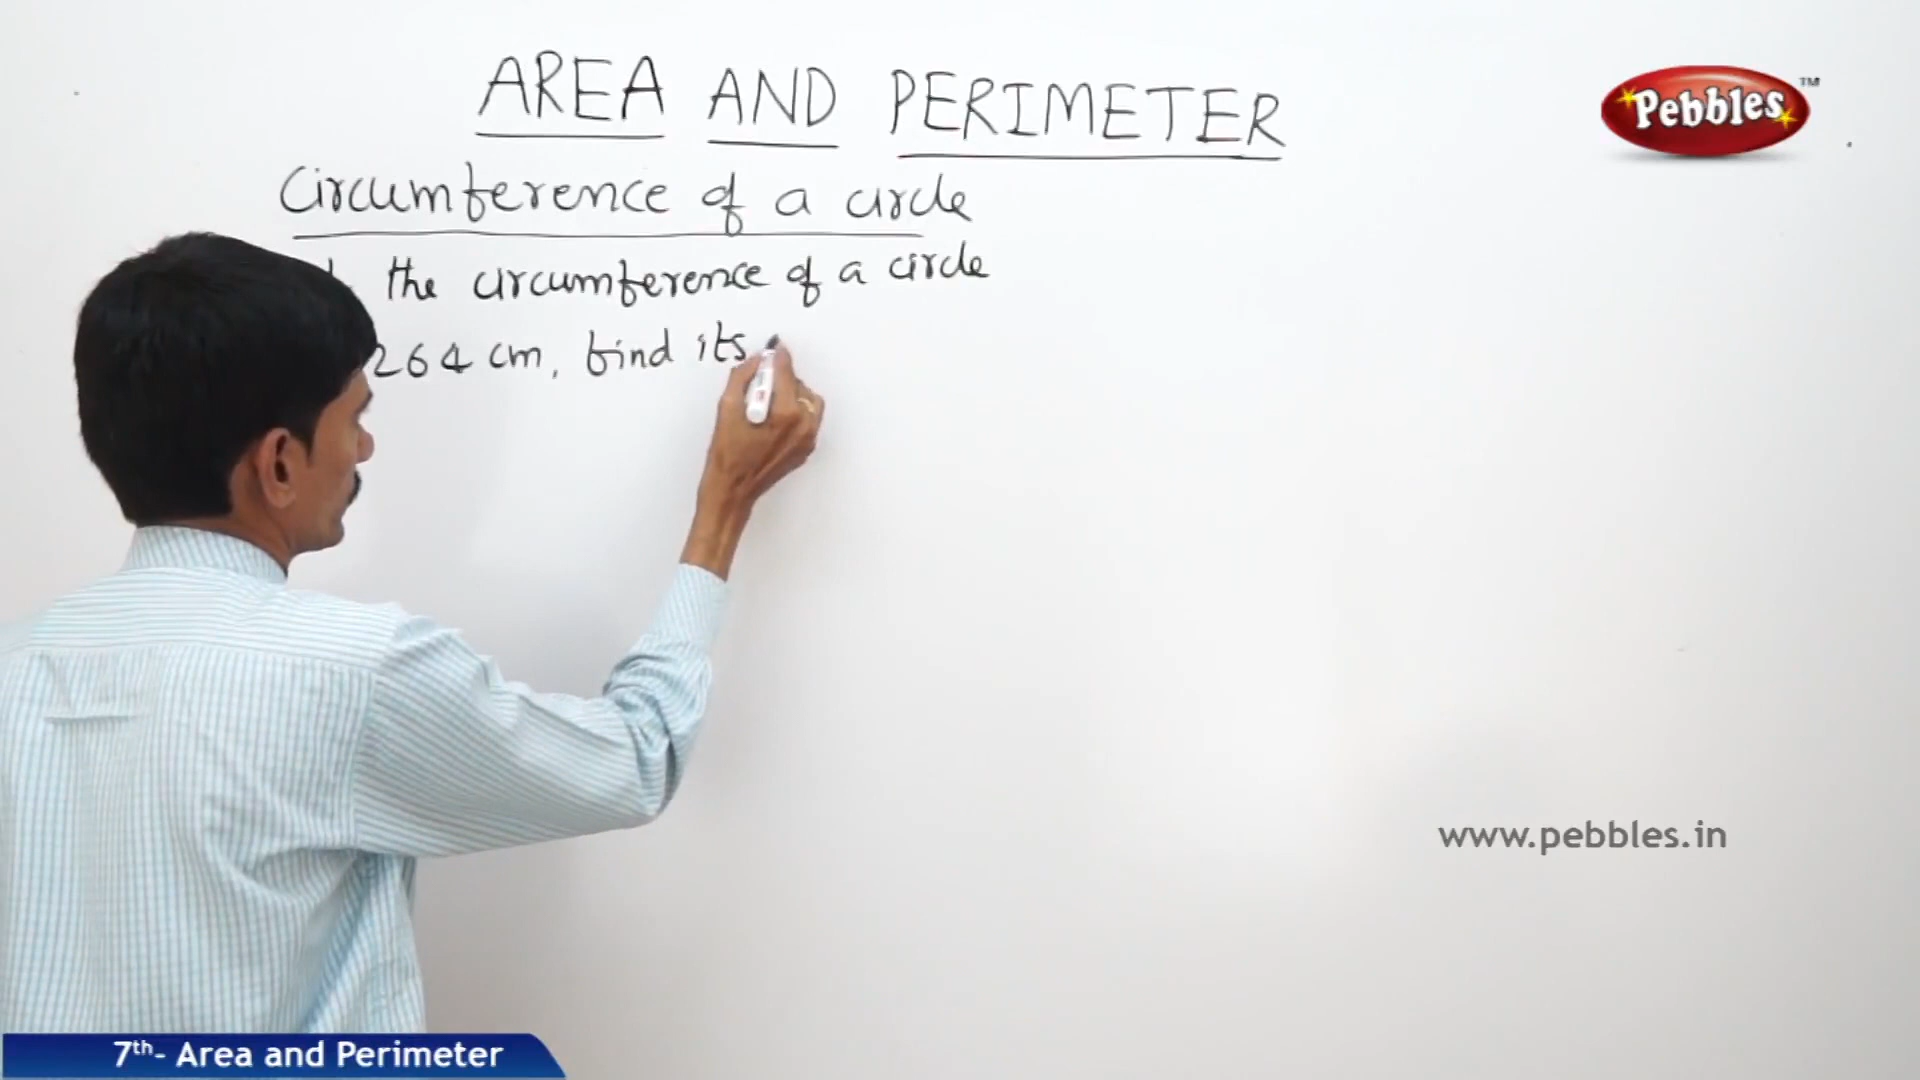 AREA AND PERIMETER
Pebbles™
Circumference of a circle
the circumference of a circle
264 cm, find its
www.pebbles.in
7th- Area and Perimeter